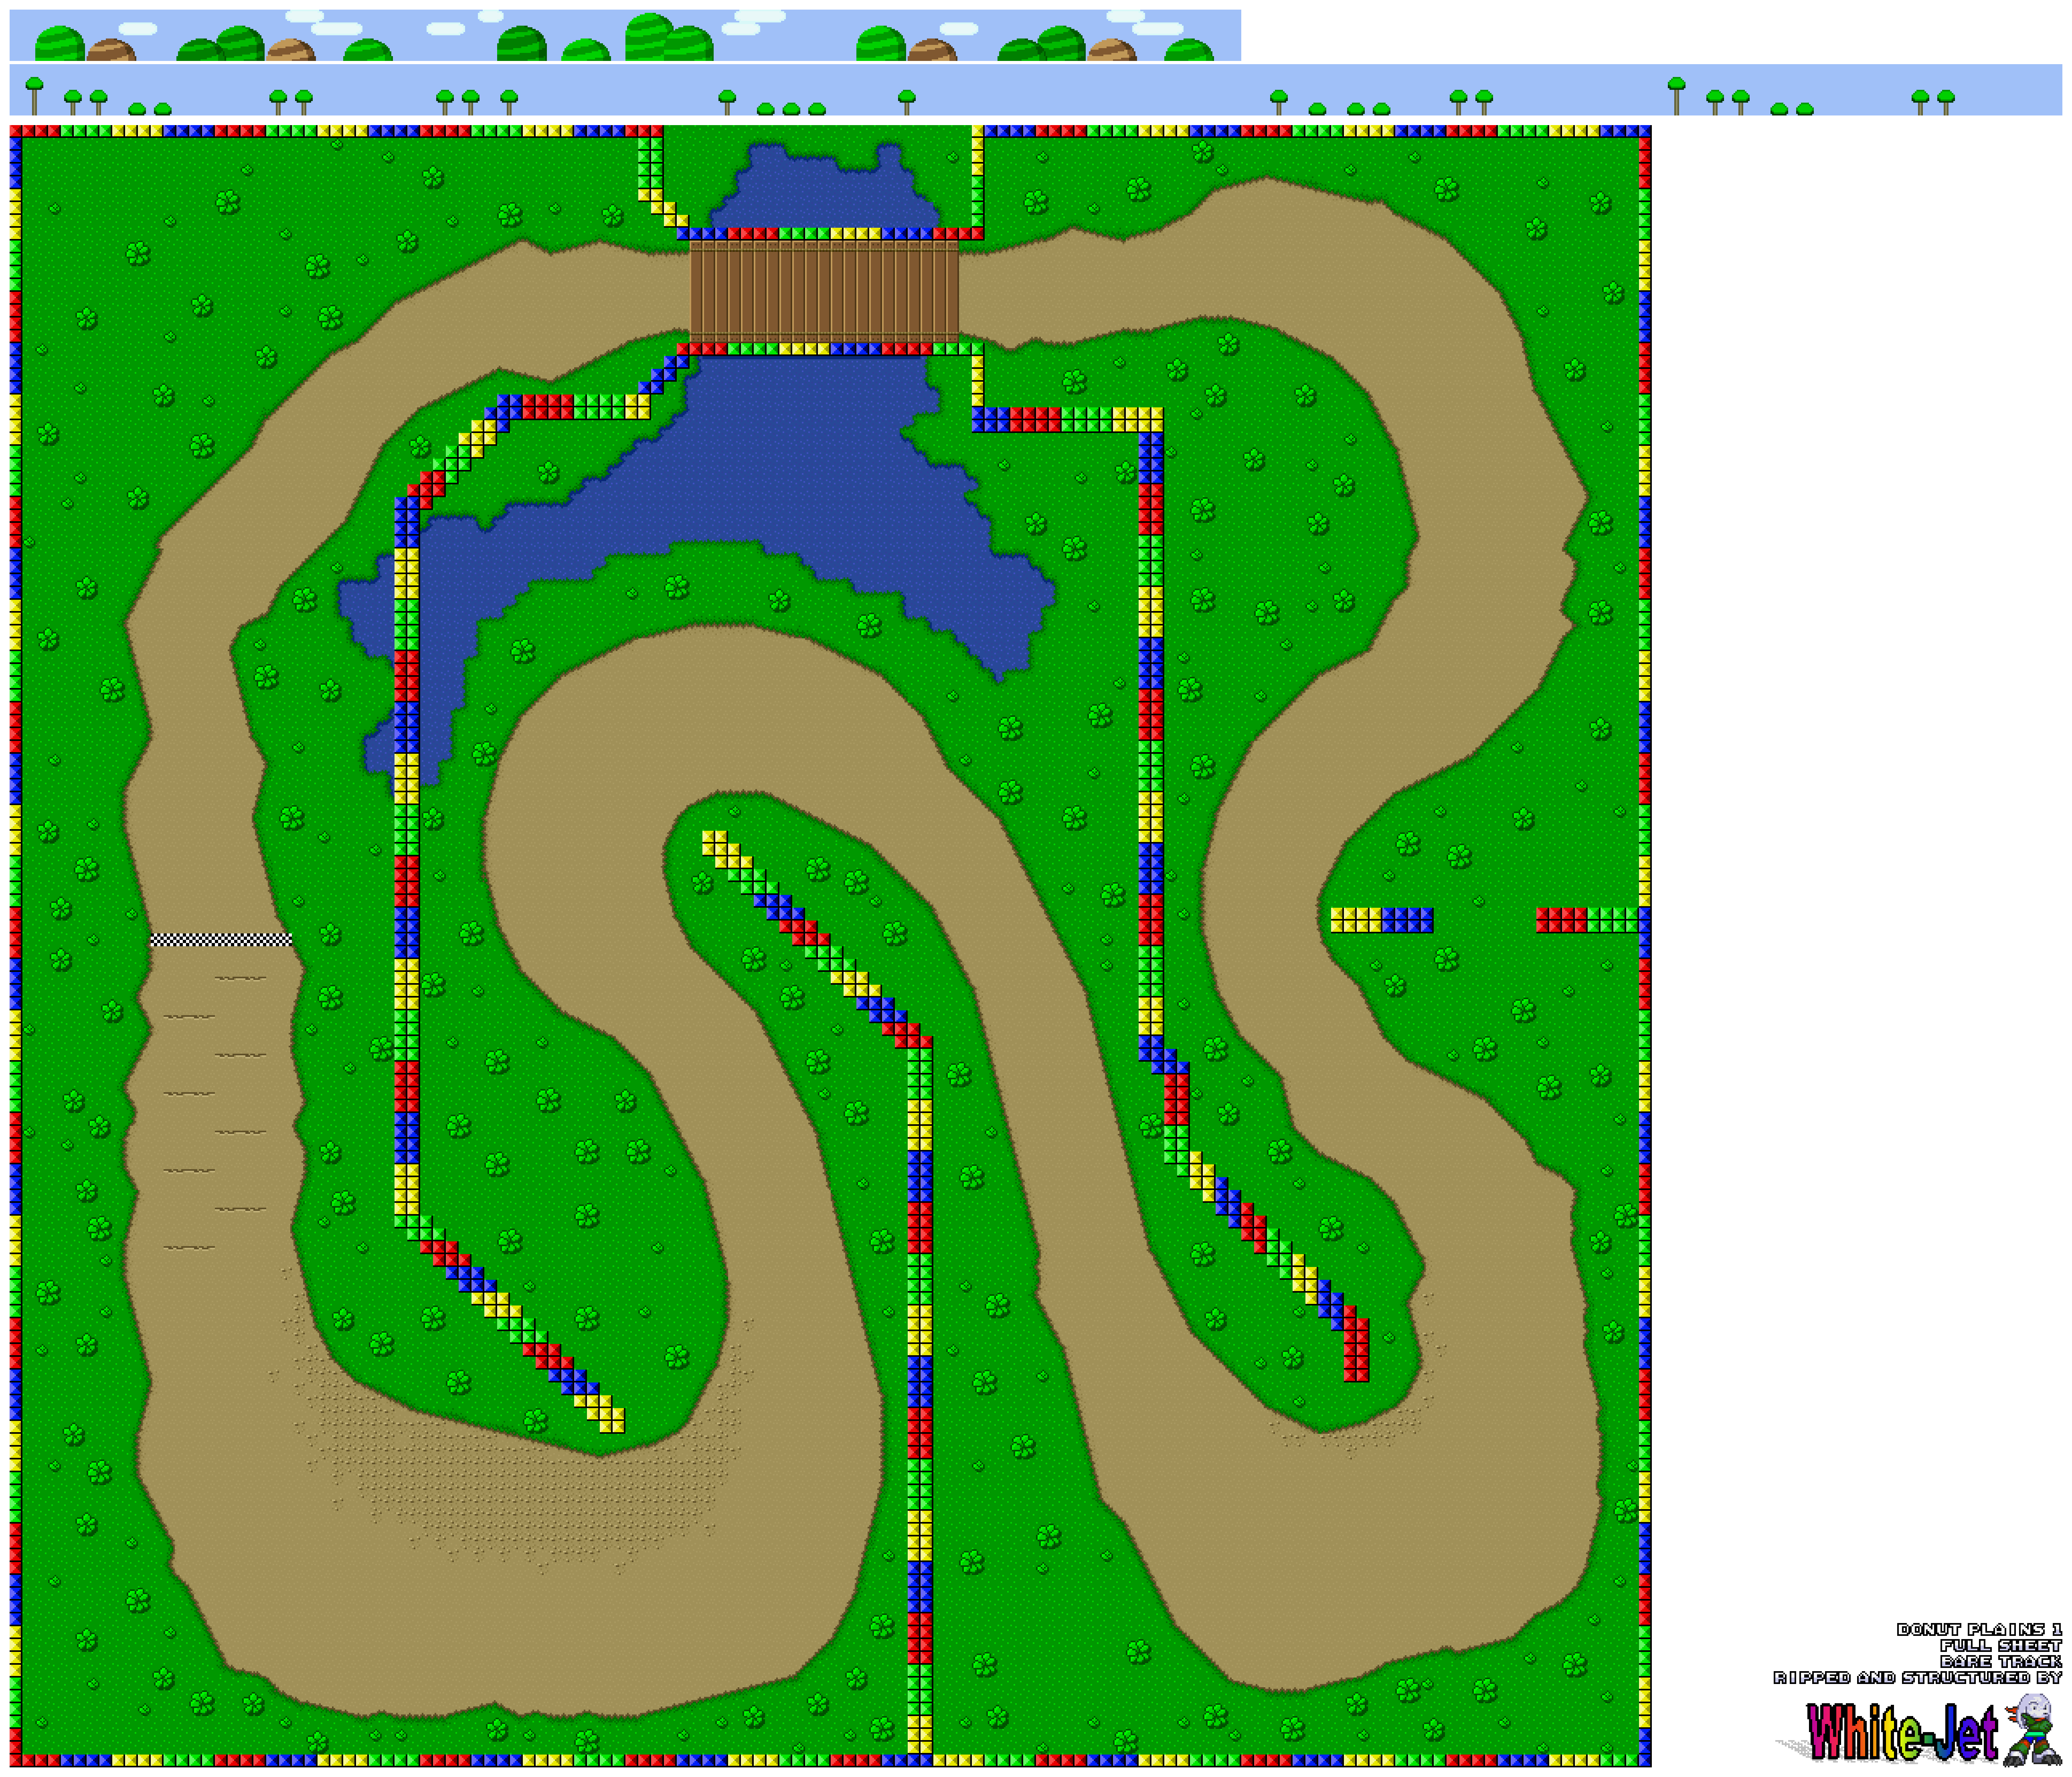 DONUT PLAINS 1
FULL SHEET
BARE TRACK
RIPPED AND STRUCTURED BY
White-Jet